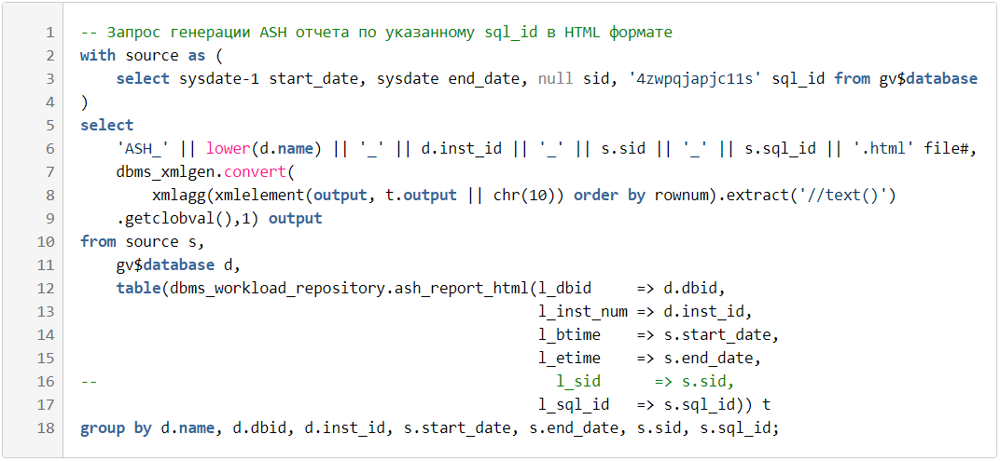 1 -- Запрос генерации ASH отчета по указанному sql_id в HTML формате
2 with source as (
3     select sysdate-1 start_date, sysdate end_date, null sid, '4zwpqjapjc11s' sql_id from gv$database
4 )
5 select
6     'ASH_' || lower(d.name) || '_' || d.inst_id || '_' || s.sid || '_' || s.sql_id || '.html' file#,
7     dbms_xmlgen.convert(
8         xmlagg(xmlelement(output, t.output || chr(10)) order by rownum).extract('//text()')
9     .getclobval(),1) output
10 from source s,
11     gv$database d,
12     table(dbms_workload_repository.ash_report_html(l_dbid     => d.dbid,
13                                                    l_inst_num => d.inst_id,
14                                                    l_btime    => s.start_date,
15                                                    l_etime    => s.end_date,
16 --                                                   l_sid      => s.sid,
17                                                    l_sql_id   => s.sql_id)) t
18 group by d.name, d.dbid, d.inst_id, s.start_date, s.end_date, s.sid, s.sql_id;